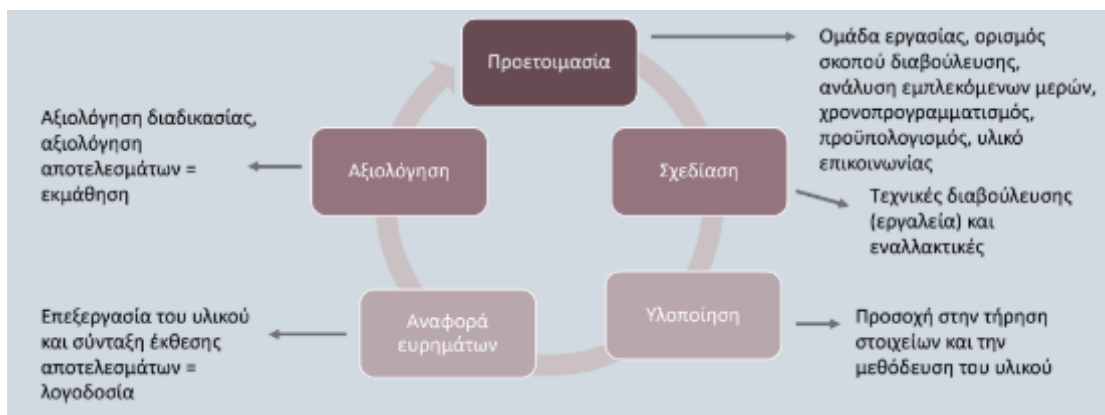 Προετοιμασία
Ομάδα εργασίας, ορισμός
σκοπού διαβούλευσης,
ανάλυση εμπλεκόμενων μερών,
χρονοπρογραμματισμός,
προϋπολογισμός, υλικό
επικοινωνίας
Σχεδίαση
Τεχνικές διαβούλευσης
(εργαλεία) και
εναλλακτικές
Υλοποίηση
Προσοχή στην τήρηση
στοιχείων και την
μεθόδευση του υλικού
Αναφορά
ευρημάτων
Επεξεργασία του υλικού
και σύνταξη έκθεσης
αποτελεσμάτων =
λογοδοσία
Αξιολόγηση
Αξιολόγηση διαδικασίας,
αξιολόγηση
αποτελεσμάτων =
εκμάθηση